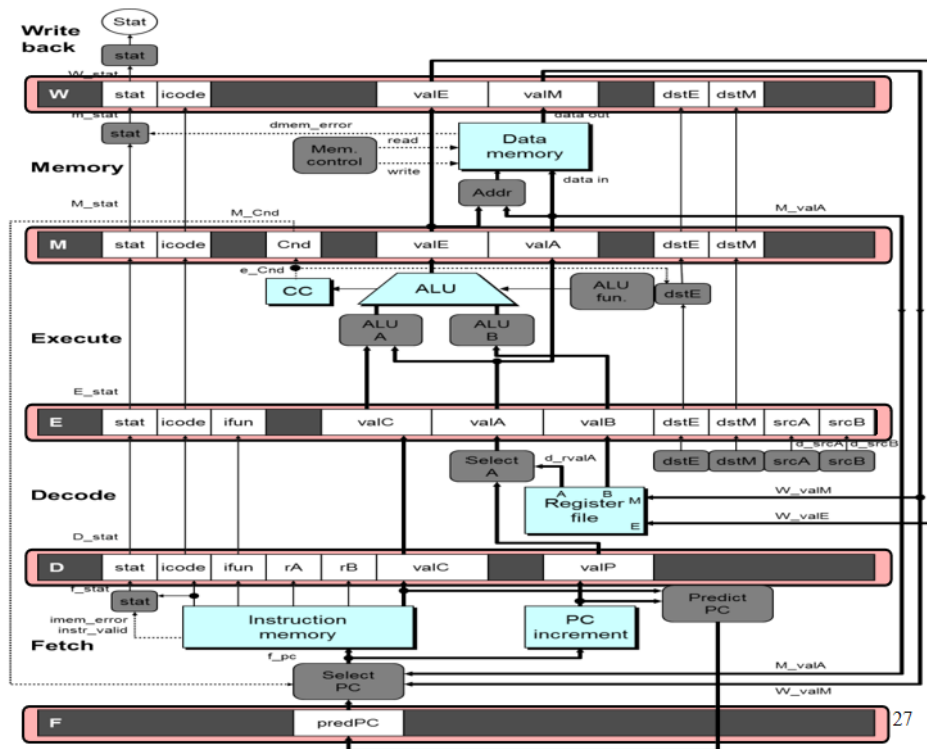 Stat
Write
back
stat
W_stat
W stat icode valE valM dstE dstM
m_stat
data out
stat
dmem_error
Mem.
control
read
write
Data
memory
Memory
Addr
data in
M_stat
M_Cnd
M_valA
M stat icode Cnd valE valA dstE dstM
e_Cnd
CC
ALU
ALU
fun.
dstE
ALU
A
ALU
B
Execute
E_stat
E stat icode ifun valC valA valB dstE dstM srcA srcB
d_srcA d_srcB
Select
A
d_rvalA
dstE dstM srcA srcB
Decode
A B
Register
file
M
E
W_valM
W_valE
D_stat
D stat icode ifun rA rB valC valP
f_stat
stat
imem_error
instr_valid
Instruction
memory
PC
increment
Predict
PC
Fetch
f_pc
Select
PC
M_valA
W_valM
F predPC
27